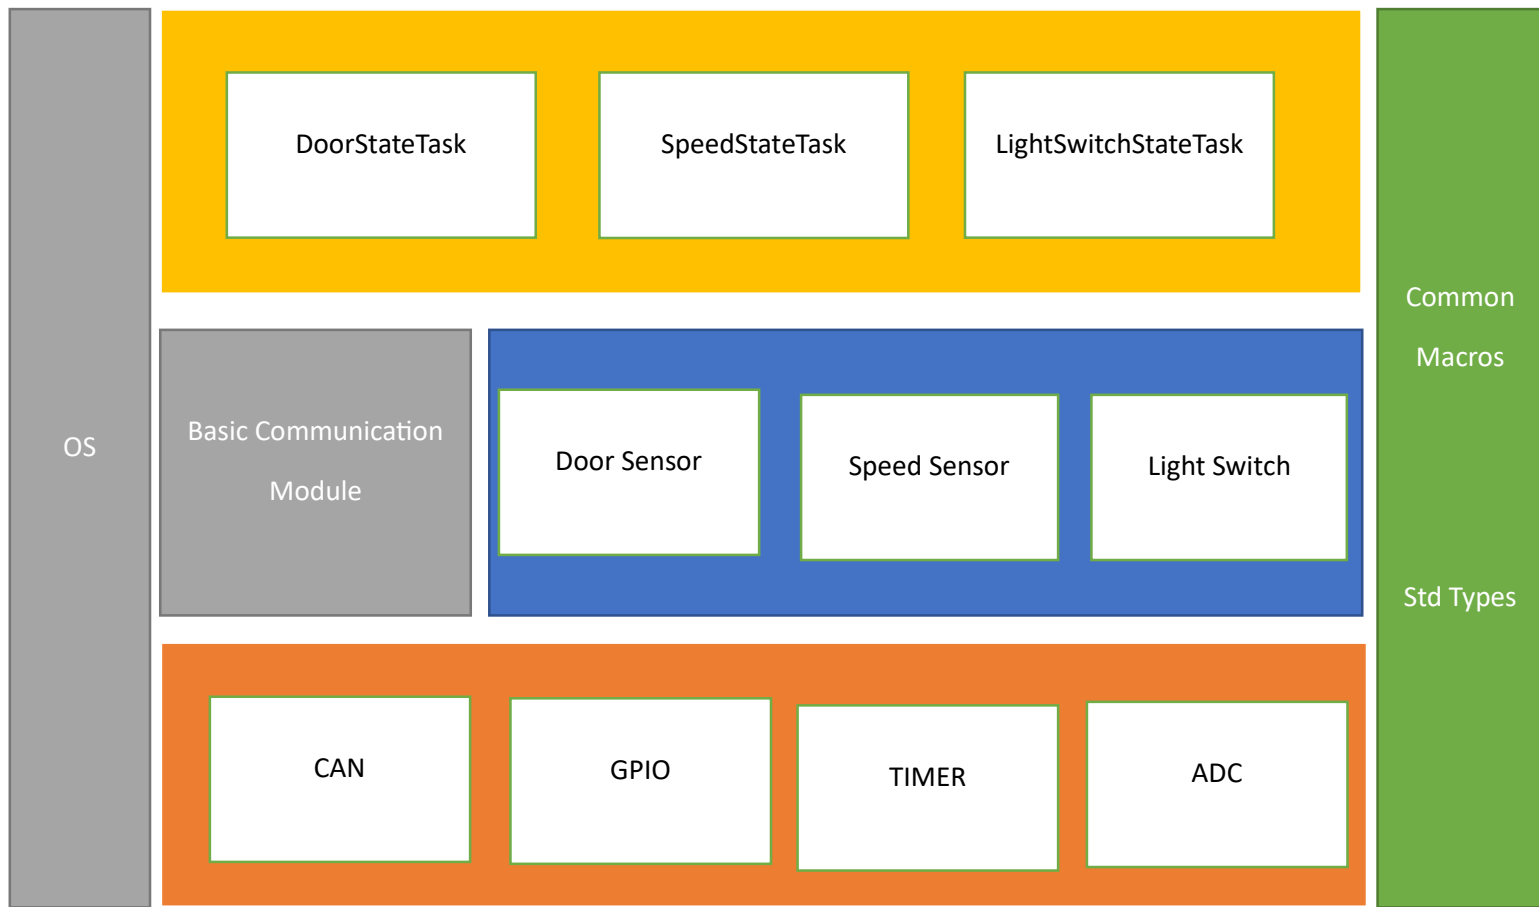 DoorStateTask
SpeedStateTask
LightSwitchStateTask
OS
Basic Communication
Module
Door Sensor
Speed Sensor
Light Switch
Common
Macros
Std Types
CAN
GPIO
TIMER
ADC